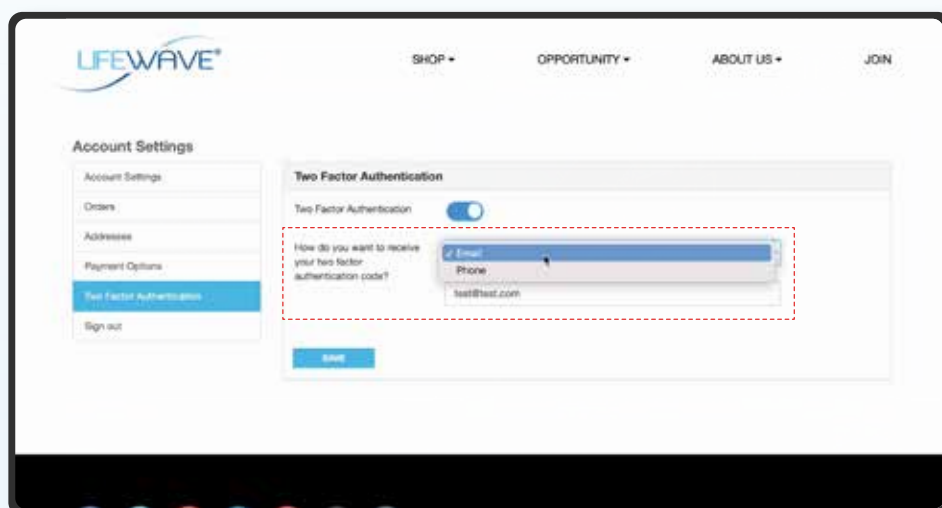 LIFEWAVE®
SHOP
OPPORTUNITY
ABOUT US
JOIN
Account Settings
Account Settings
Orders
Addresses
Payment Options
Two Factor Authentication
Sign out
Two Factor Authentication
Two Factor Authentication
How do you want to receive
your two factor
authentication code?
✓ Email
Phone
test@test.com
SAVE